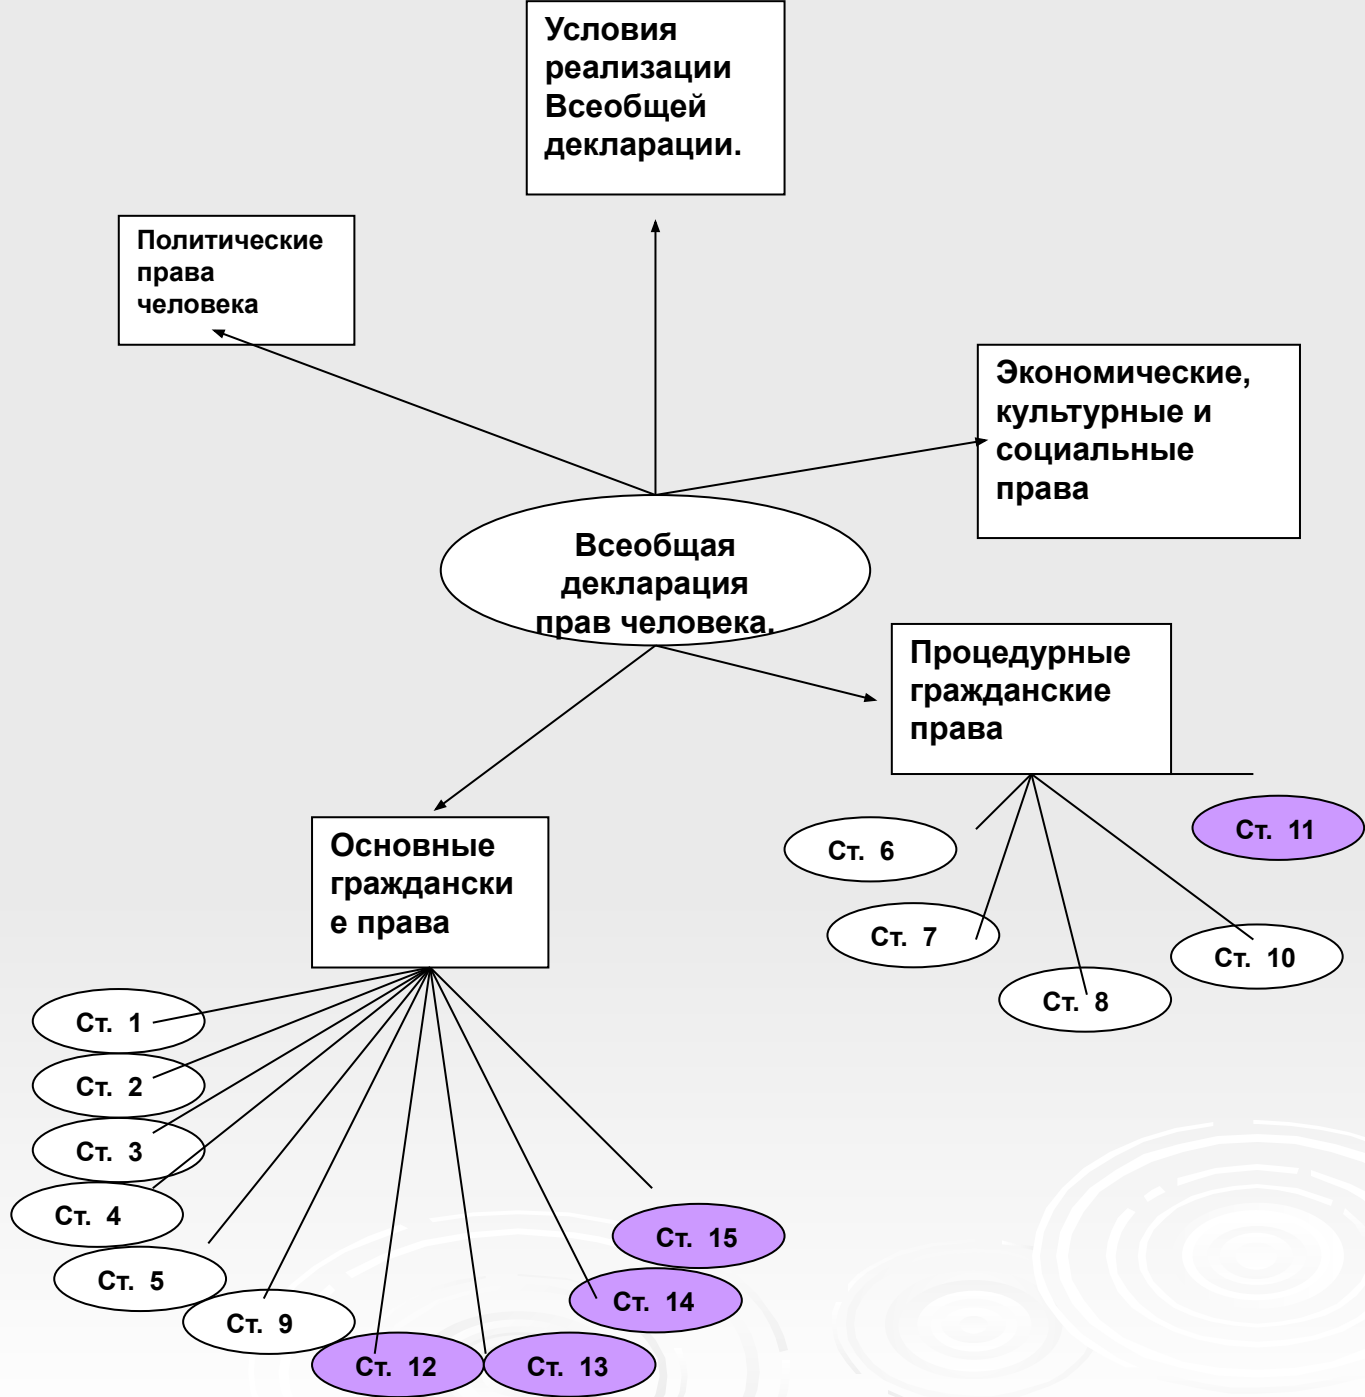 Условия
реализации
Всеобщей
декларации.
Политические
права
человека
Экономические,
культурные и
социальные
права
Всеобщая
декларация
прав человека.
Процедурные
гражданские
права
Основные
граждански
е права
Ст. 11
Ст. 6
Ст. 7
Ст. 10
Ст. 8
Ст. 1
Ст. 2
Ст. 3
Ст. 4
Ст. 5
Ст. 9
Ст. 12
Ст. 13
Ст. 14
Ст. 15